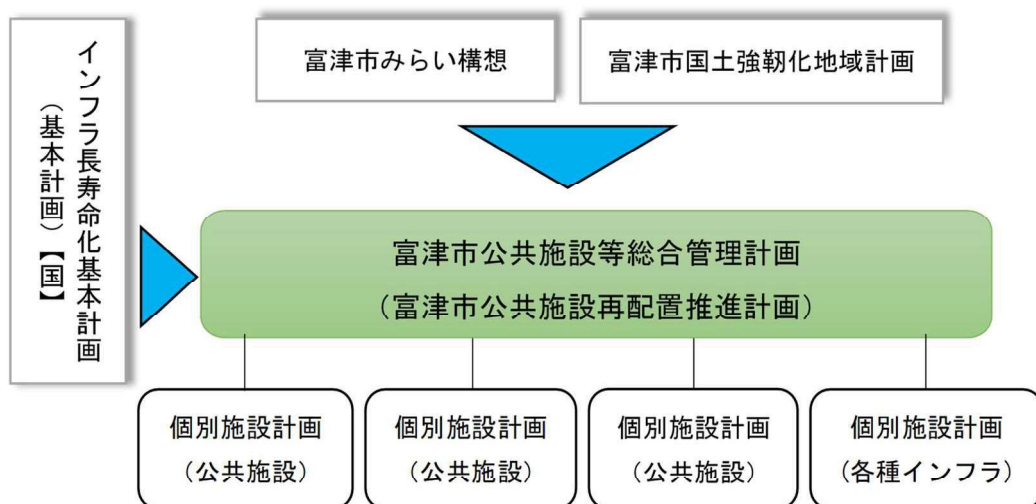 インフラ長寿命化基本計画
（基本計画）【国】
富津市みらい構想
富津市国土強靭化地域計画
富津市公共施設等総合管理計画
（富津市公共施設再配置推進計画）
個別施設計画
（公共施設）
個別施設計画
（公共施設）
個別施設計画
（公共施設）
個別施設計画
（各種インフラ）